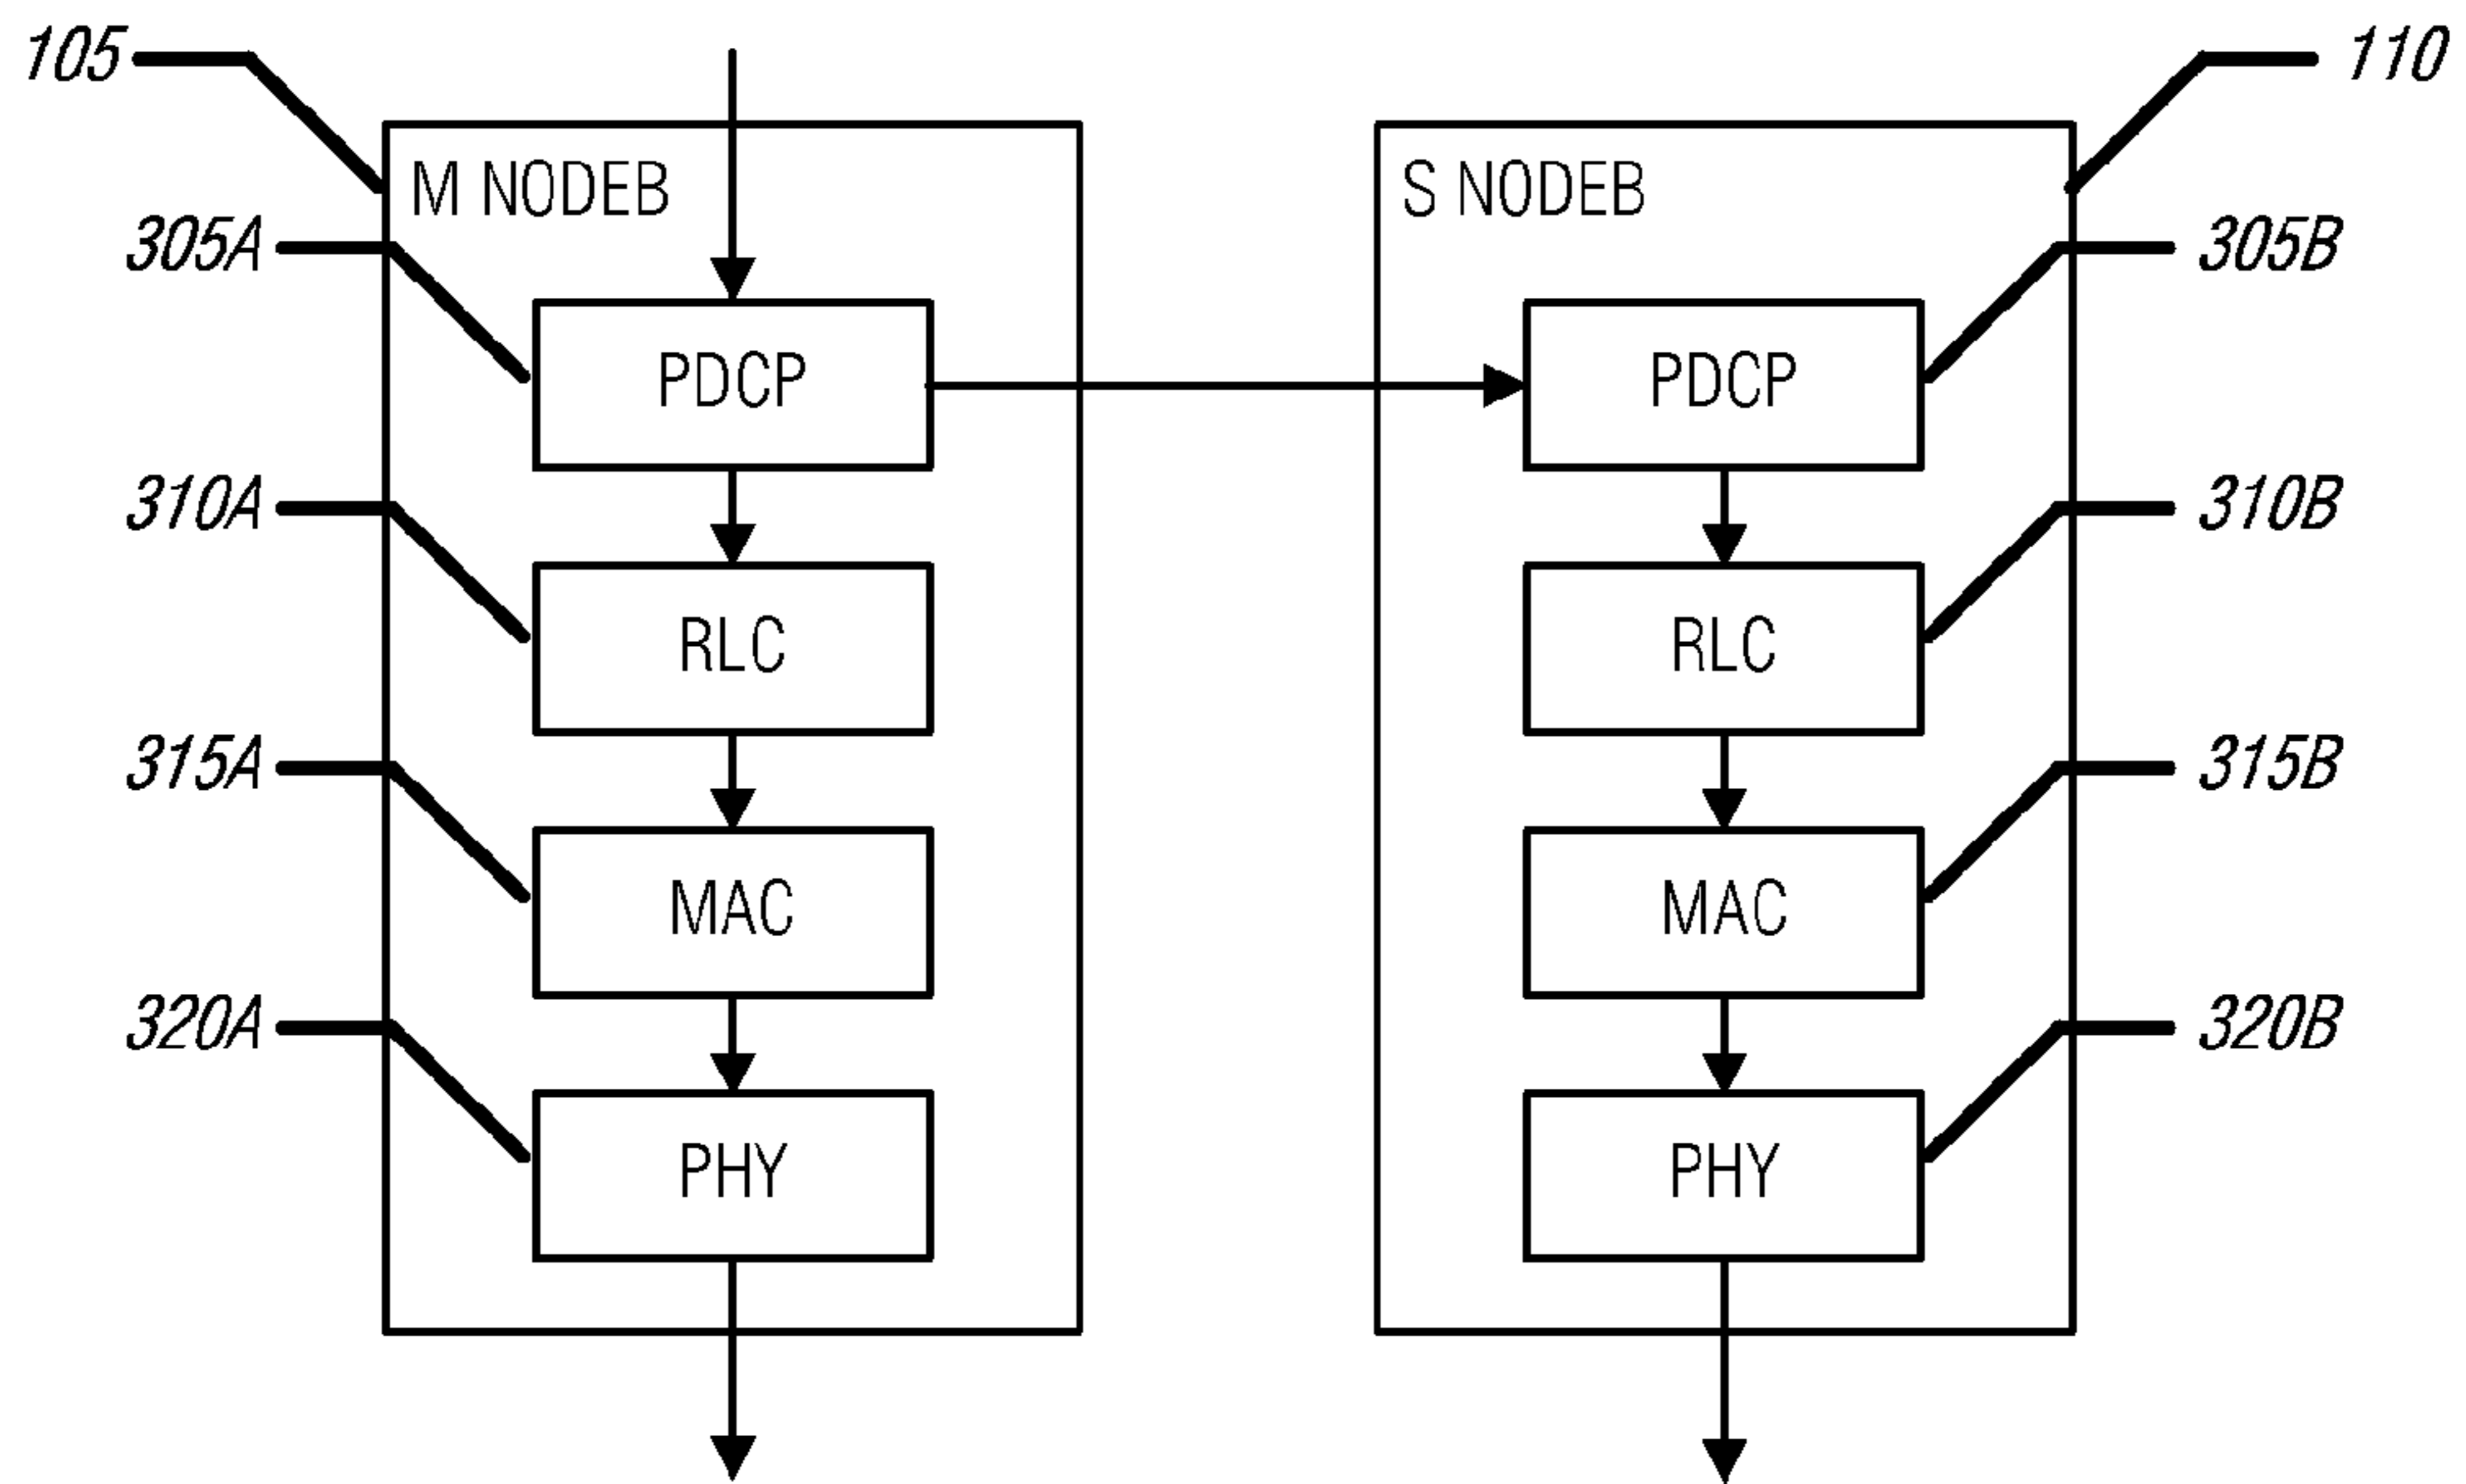 105
110
M NODEB
S NODEB
305A
305B
PDCP
PDCP
310A
310B
RLC
RLC
315A
315B
MAC
MAC
320A
320B
PHY
PHY